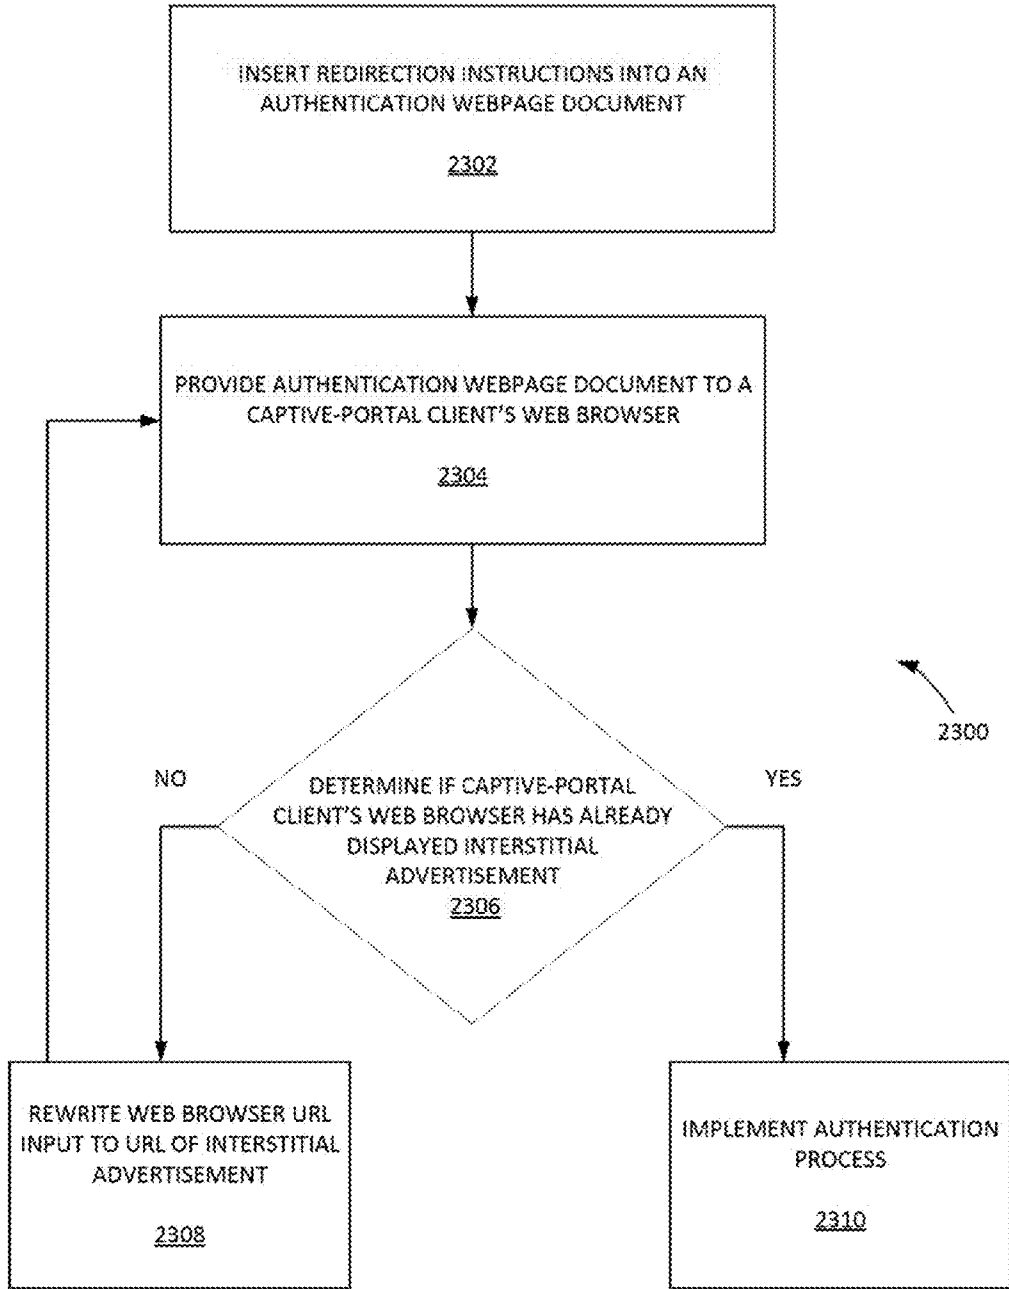 INSERT REDIRECTION INSTRUCTIONS INTO AN
AUTHENTICATION WEBPAGE DOCUMENT
2302
PROVIDE AUTHENTICATION WEBPAGE DOCUMENT TO A
CAPTIVE-PORTAL CLIENT'S WEB BROWSER
2304
2300
NO
YES
DETERMINE IF CAPTIVE-PORTAL
CLIENT'S WEB BROWSER HAS ALREADY
DISPLAYED INTERSTITIAL
ADVERTISEMENT
2306
REWRITE WEB BROWSER URL
INPUT TO URL OF INTERSTITIAL
ADVERTISEMENT
2308
IMPLEMENT AUTHENTICATION
PROCESS
2310